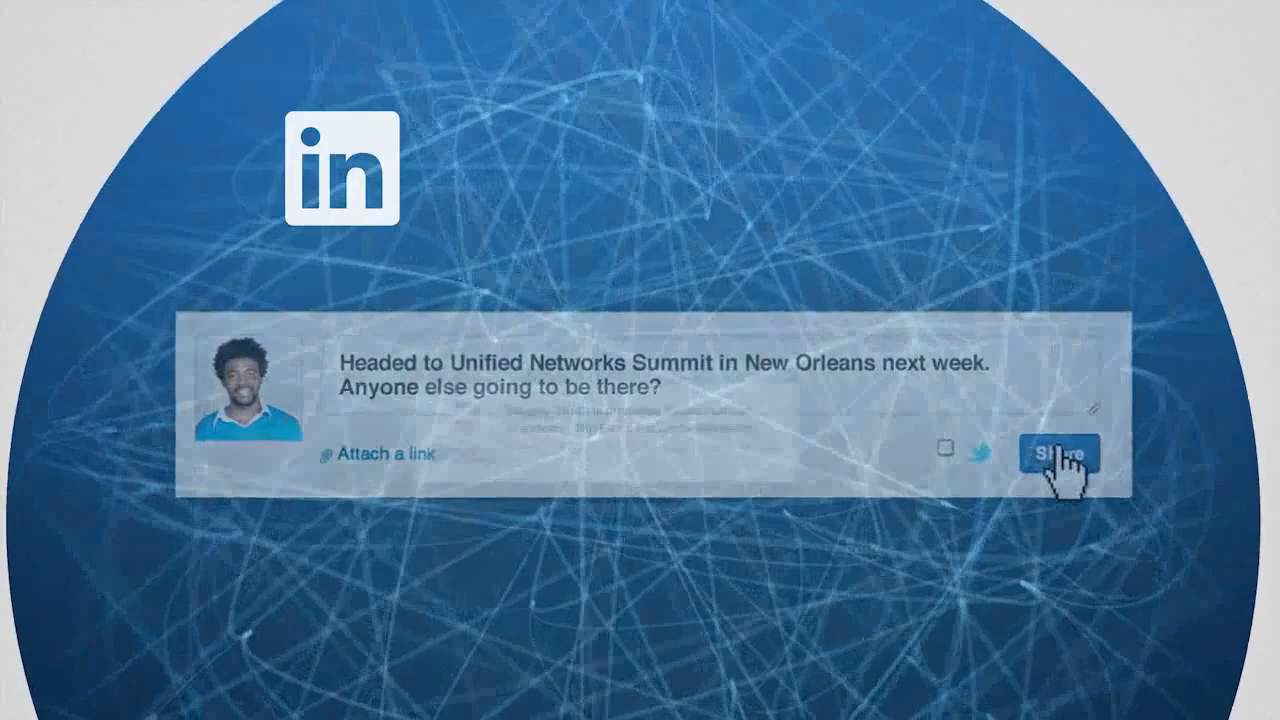 in
Headed to Unified Networks Summit in New Orleans next week.
Anyone else going to be there?
Attach a link
Share